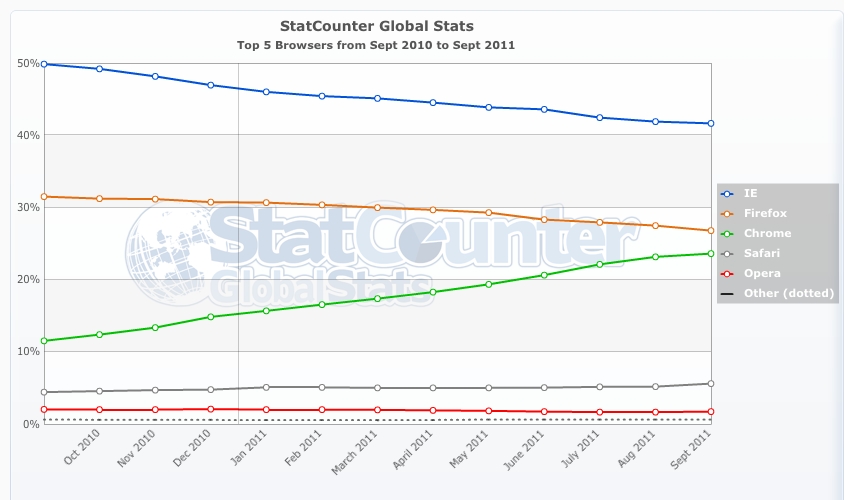 StatCounter Global Stats
Top 5 Browsers from Sept 2010 to Sept 2011
50%
40%
30%
20%
10%
0%
StatCounter
GlobalStats
IE
Firefox
Chrome
Safari
Opera
Other (dotted)
Oct 2010
Nov 2010
Dec 2010
Jan 2011
Feb 2011
March 2011
April 2011
May 2011
June 2011
July 2011
Aug 2011
Sept 2011